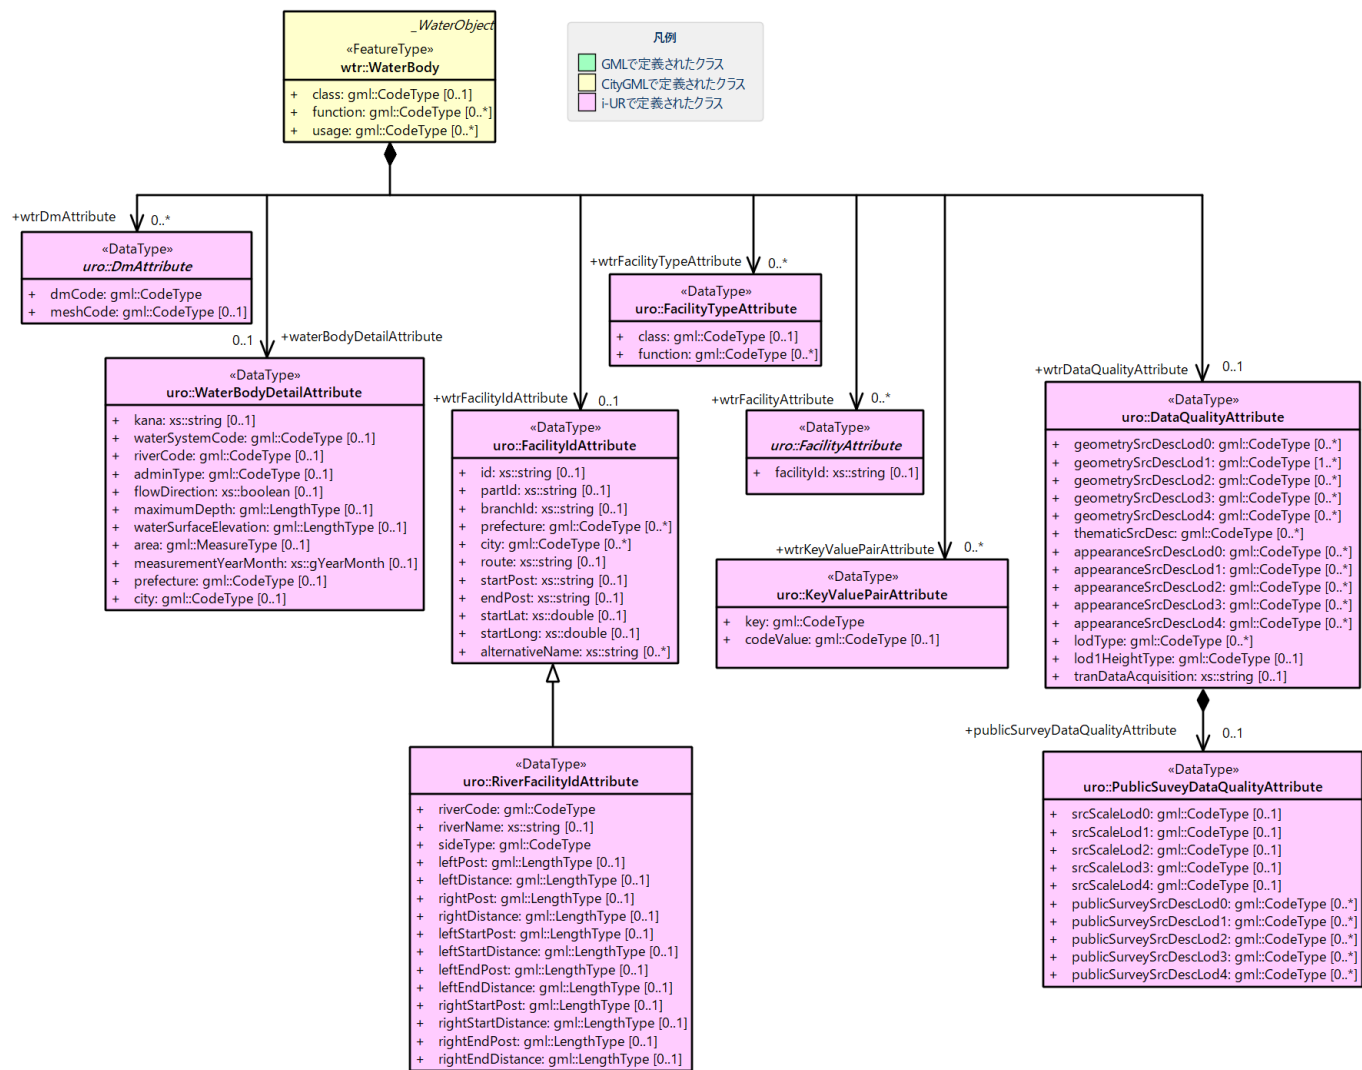 _WaterObject
«FeatureType»
wtr::WaterBody
+ class: gml::CodeType [0..1]
+ function: gml::CodeType [0..*]
+ usage: gml::CodeType [0..*]
凡例
GMLで定義されたクラス
CityGMLで定義されたクラス
i-URで定義されたクラス
+wtrDmAttribute
0..*
«DataType»
uro::DmAttribute
+ dmCode: gml::CodeType
+ meshCode: gml::CodeType [0..1]
0..1
+waterBodyDetailAttribute
«DataType»
uro::WaterBodyDetailAttribute
+ kana: xs::string [0..1]
+ waterSystemCode: gml::CodeType [0..1]
+ riverCode: gml::CodeType [0..1]
+ adminType: gml::CodeType [0..1]
+ flowDirection: xs::boolean [0..1]
+ maximumDepth: gml::LengthType [0..1]
+ waterSurfaceElevation: gml::LengthType [0..1]
+ area: gml::MeasureType [0..1]
+ measurementYearMonth: xs::gYearMonth [0..1]
+ prefecture: gml::CodeType [0..1]
+ city: gml::CodeType [0..1]
+wtrFacilityIdAttribute
0..1
«DataType»
uro::FacilityIdAttribute
+ id: xs::string [0..1]
+ partId: xs::string [0..1]
+ branchId: xs::string [0..1]
+ prefecture: gml::CodeType [0..*]
+ city: gml::CodeType [0..*]
+ route: xs::string [0..1]
+ startPost: xs::string [0..1]
+ endPost: xs::string [0..1]
+ startLat: xs::double [0..1]
+ startLong: xs::double [0..1]
+ alternativeName: xs::string [0..*]
«DataType»
uro::RiverFacilityIdAttribute
+ riverCode: gml::CodeType
+ riverName: xs::string [0..1]
+ sideType: gml::CodeType
+ leftPost: gml::LengthType [0..1]
+ leftDistance: gml::LengthType [0..1]
+ rightPost: gml::LengthType [0..1]
+ rightDistance: gml::LengthType [0..1]
+ leftStartPost: gml::LengthType [0..1]
+ leftStartDistance: gml::LengthType [0..1]
+ leftEndPost: gml::LengthType [0..1]
+ leftEndDistance: gml::LengthType [0..1]
+ rightStartPost: gml::LengthType [0..1]
+ rightStartDistance: gml::LengthType [0..1]
+ rightEndPost: gml::LengthType [0..1]
+ rightEndDistance: gml::LengthType [0..1]
+wtrFacilityTypeAttribute
0..*
«DataType»
uro::FacilityTypeAttribute
+ class: gml::CodeType [0..1]
+ function: gml::CodeType [0..*]
+wtrFacilityAttribute
0..*
«DataType»
uro::FacilityAttribute
+ facilityId: xs::string [0..1]
+wtrKeyValuePairAttribute
0..*
«DataType»
uro::KeyValuePairAttribute
+ key: gml::CodeType
+ codeValue: gml::CodeType [0..1]
+wtrDataQualityAttribute
0..1
«DataType»
uro::DataQualityAttribute
+ geometrySrcDescLod0: gml::CodeType [0..*]
+ geometrySrcDescLod1: gml::CodeType [1..*]
+ geometrySrcDescLod2: gml::CodeType [0..*]
+ geometrySrcDescLod3: gml::CodeType [0..*]
+ geometrySrcDescLod4: gml::CodeType [0..*]
+ thematicSrcDesc: gml::CodeType [0..*]
+ appearanceSrcDescLod0: gml::CodeType [0..*]
+ appearanceSrcDescLod1: gml::CodeType [0..*]
+ appearanceSrcDescLod2: gml::CodeType [0..*]
+ appearanceSrcDescLod3: gml::CodeType [0..*]
+ appearanceSrcDescLod4: gml::CodeType [0..*]
+ lodType: gml::CodeType [0..*]
+ lod1HeightType: gml::CodeType [0..1]
+ tranDataAcquisition: xs::string [0..1]
+publicSurveyDataQualityAttribute
0..1
«DataType»
uro::PublicSuveyDataQualityAttribute
+ srcScaleLod0: gml::CodeType [0..1]
+ srcScaleLod1: gml::CodeType [0..1]
+ srcScaleLod2: gml::CodeType [0..1]
+ srcScaleLod3: gml::CodeType [0..1]
+ srcScaleLod4: gml::CodeType [0..1]
+ publicSurveySrcDescLod0: gml::CodeType [0..*]
+ publicSurveySrcDescLod1: gml::CodeType [0..*]
+ publicSurveySrcDescLod2: gml::CodeType [0..*]
+ publicSurveySrcDescLod3: gml::CodeType [0..*]
+ publicSurveySrcDescLod4: gml::CodeType [0..*]